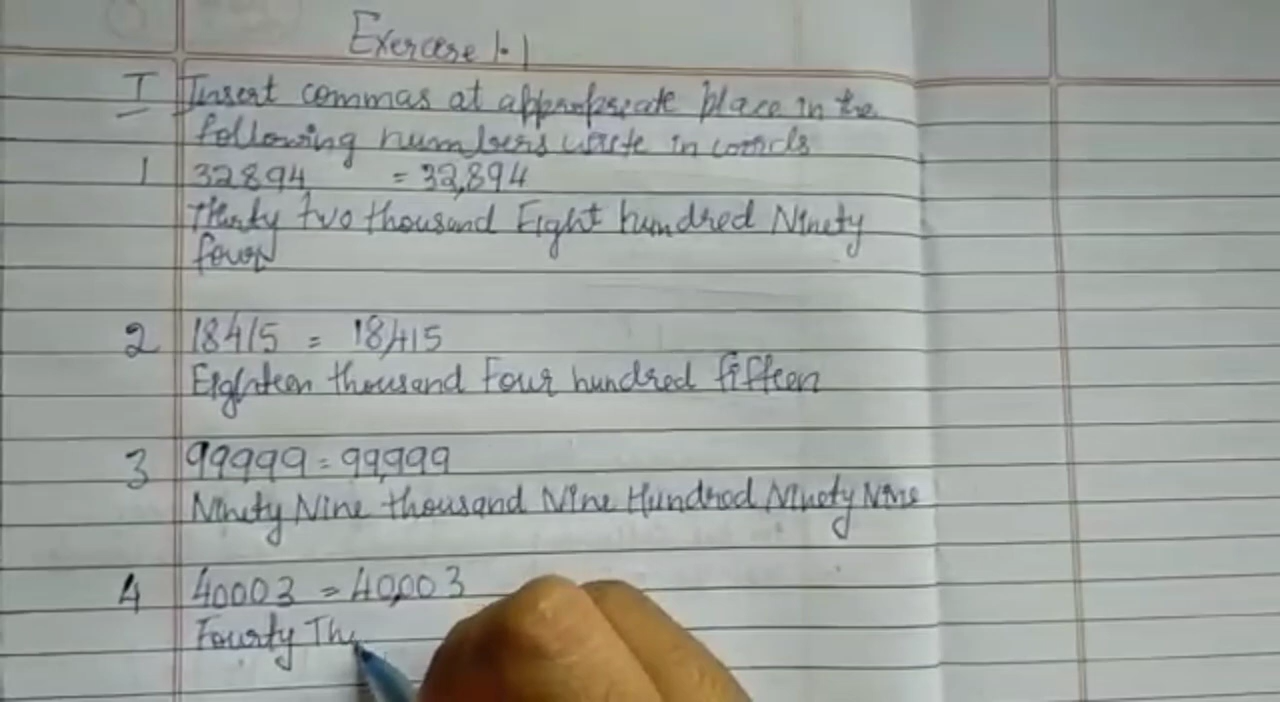 Exercise 1.1
I Insert commas at appropriate place in the
following numbers write in words
1 32894 = 32,894
Thirty two thousand Eight hundred Ninety
four
2 18415 = 18,415
Eighteen thousand Four hundred fifteen
3 99999 = 99,999
Ninety Nine thousand Nine Hundred Ninety Nine
4 40003 = 40,003
Fourty Tho